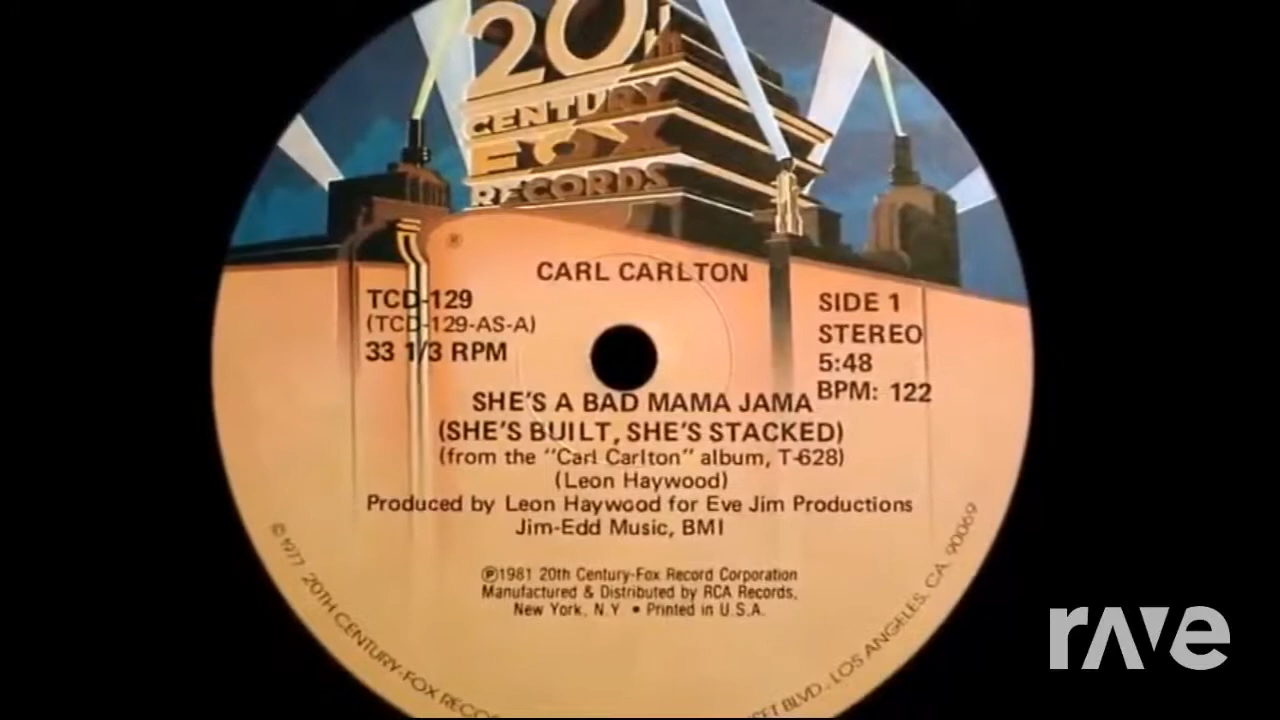 20th
CENTURY
FOX
RECORDS
®
CARL CARLTON
TCD-129
(TCD-129-AS-A)
33 1/3 RPM
SIDE 1
STEREO
5:48
BPM: 122
SHE'S A BAD MAMA JAMA
(SHE'S BUILT, SHE'S STACKED)
(from the "Carl Carlton" album, T-628)
(Leon Haywood)
Produced by Leon Haywood for Eve Jim Productions
Jim-Edd Music, BMI
℗1981 20th Century-Fox Record Corporation
Manufactured & Distributed by RCA Records,
New York, N.Y • Printed in U.S.A.
©1977 20TH CENTURY-FOX
BLVD., LOS ANGELES, CA. 90069
rave